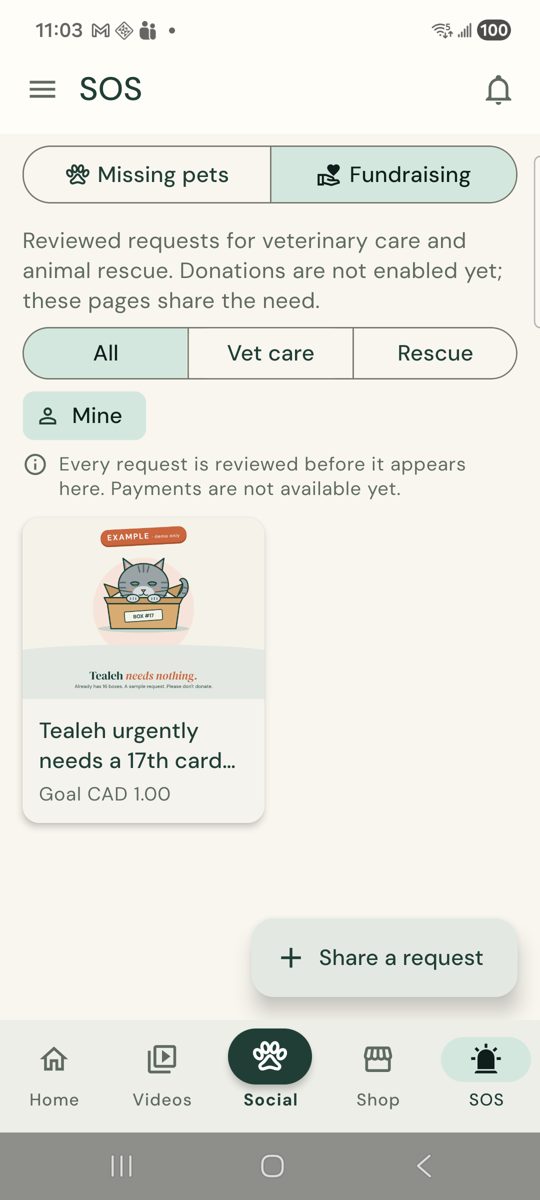 11:03
100
SOS
Missing pets
Fundraising
Reviewed requests for veterinary care and
animal rescue. Donations are not enabled yet;
these pages share the need.
All
Vet care
Rescue
Mine
Every request is reviewed before it appears
here. Payments are not available yet.
EXAMPLE · demo only
BOX #17
Tealeh needs nothing.
Already has 16 boxes. A sample request. Please don't donate.
Tealeh urgently
needs a 17th card...
Goal CAD 1.00
+ Share a request
Home
Videos
Social
Shop
SOS